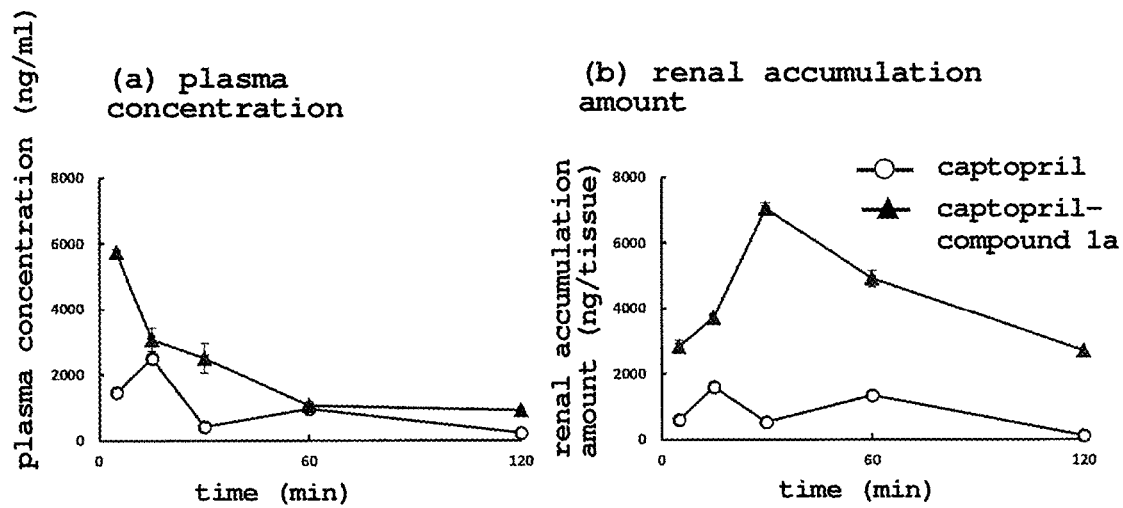 (a) plasma
concentration
plasma concentration (ng/ml)
8000
6000
4000
2000
0
0
60
120
time (min)
(b) renal accumulation
amount
renal accumulation
amount (ng/tissue)
8000
6000
4000
2000
0
0
60
120
time (min)
captopril
captopril-
compound 1a